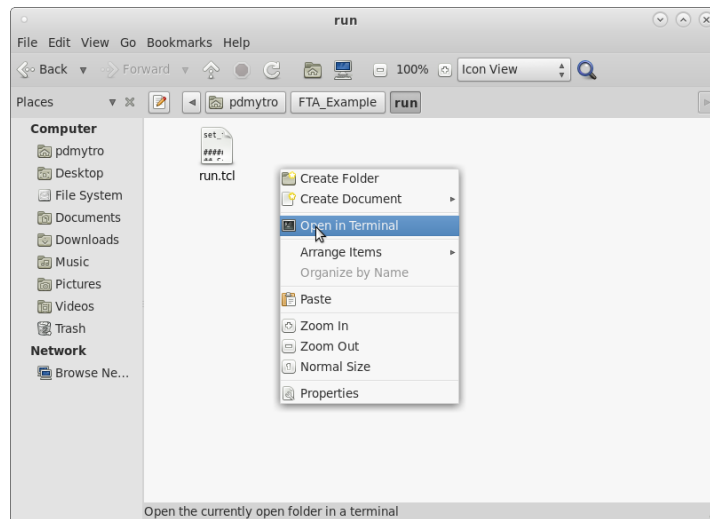 run
File Edit View Go Bookmarks Help
Back Forward 100% Icon View
Places pdmytro FTA_Example run
Computer
pdmytro
Desktop
File System
Documents
Downloads
Music
Pictures
Videos
Trash
Network
Browse Ne...
set_
#####
run.tcl
Create Folder
Create Document
Open in Terminal
Arrange Items
Organize by Name
Paste
Zoom In
Zoom Out
Normal Size
Properties
Open the currently open folder in a terminal